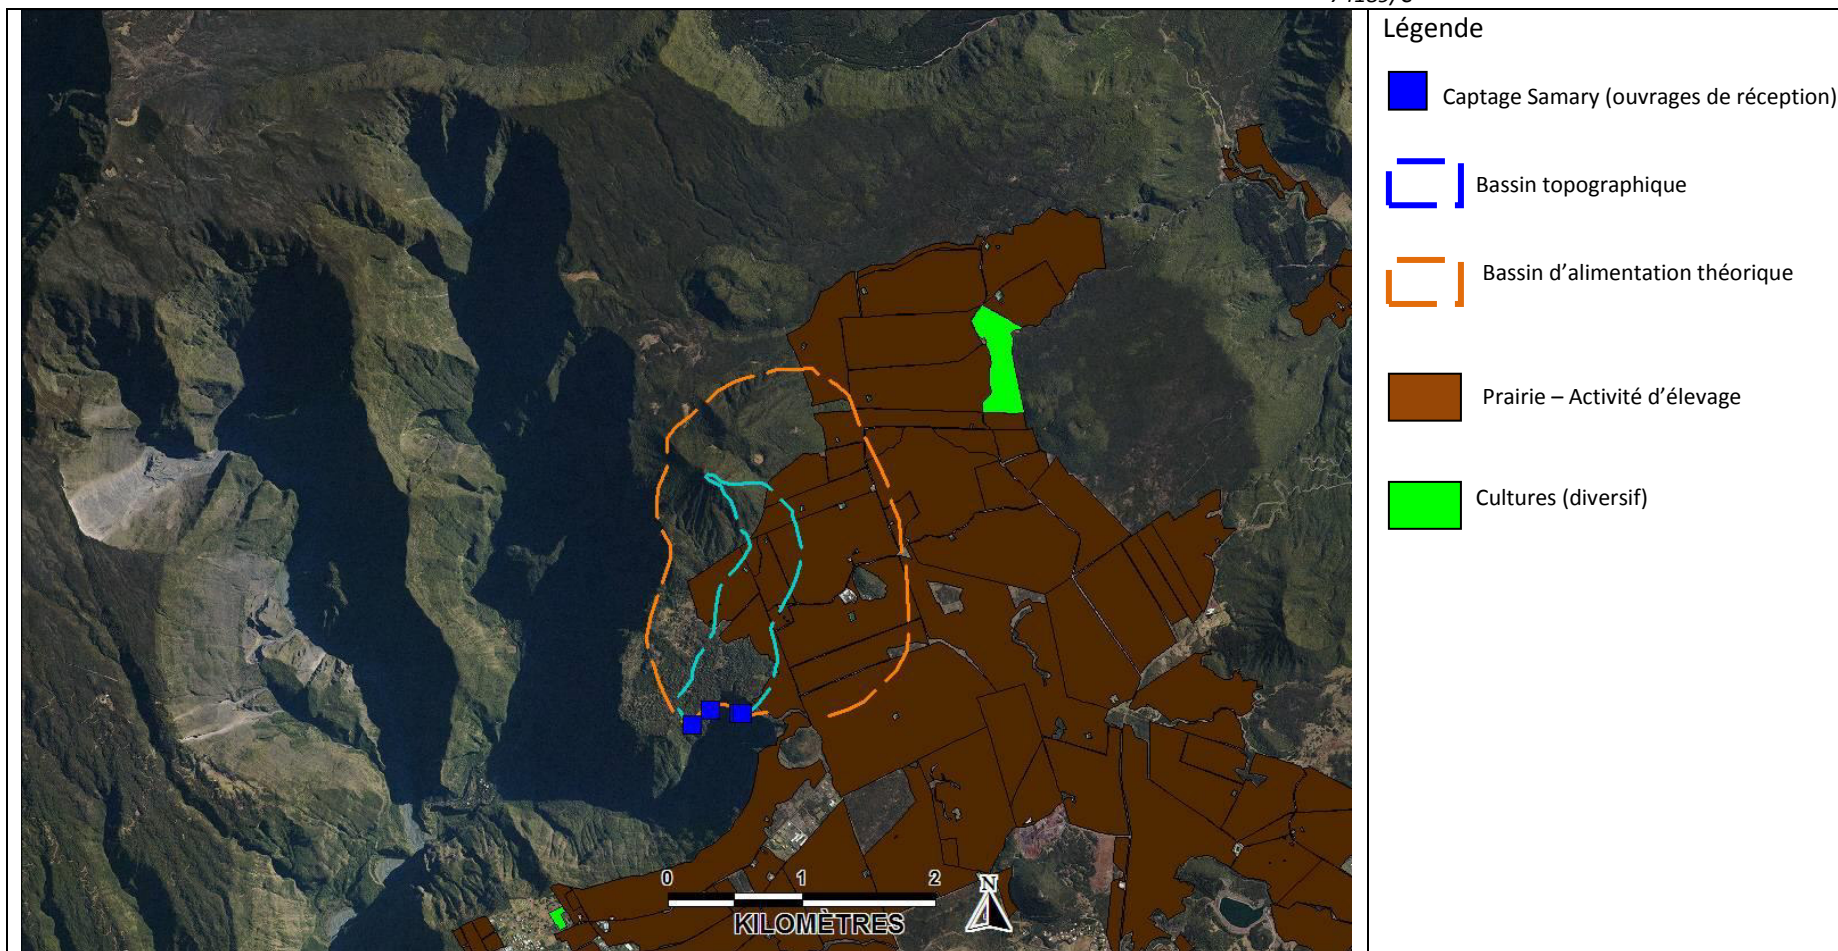 Légende
Captage Samary (ouvrages de réception)
Bassin topographique
Bassin d’alimentation théorique
Prairie – Activité d’élevage
Cultures (diversif)
0 1 2
KILOMÈTRES
N